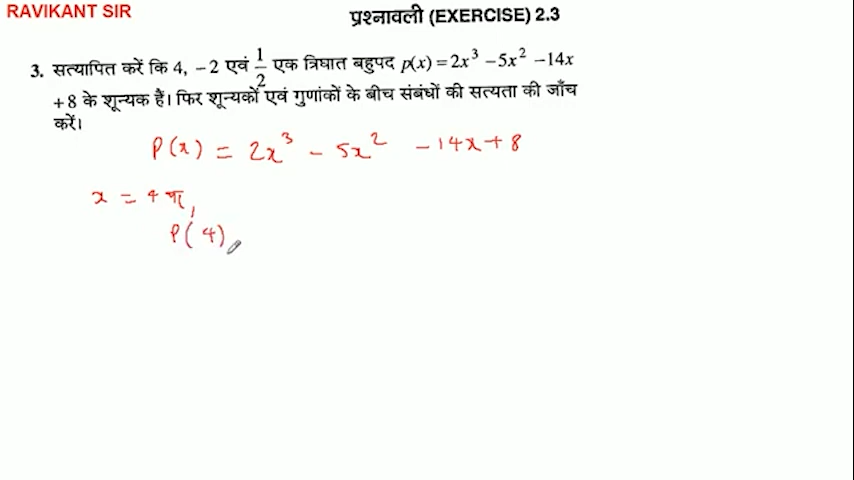 RAVIKANT SIR
प्रश्नावली (EXERCISE) 2.3
3. सत्यापित करें कि 4, −2 एवं 1/2 एक त्रिघात बहुपद p(x) = 2x³ − 5x² − 14x
+ 8 के शून्यक हैं। फिर शून्यकों एवं गुणांकों के बीच संबंधों की सत्यता की जाँच
करें।
P(x) = 2x³ − 5x² − 14x + 8
x = 4 पर,
P(4)